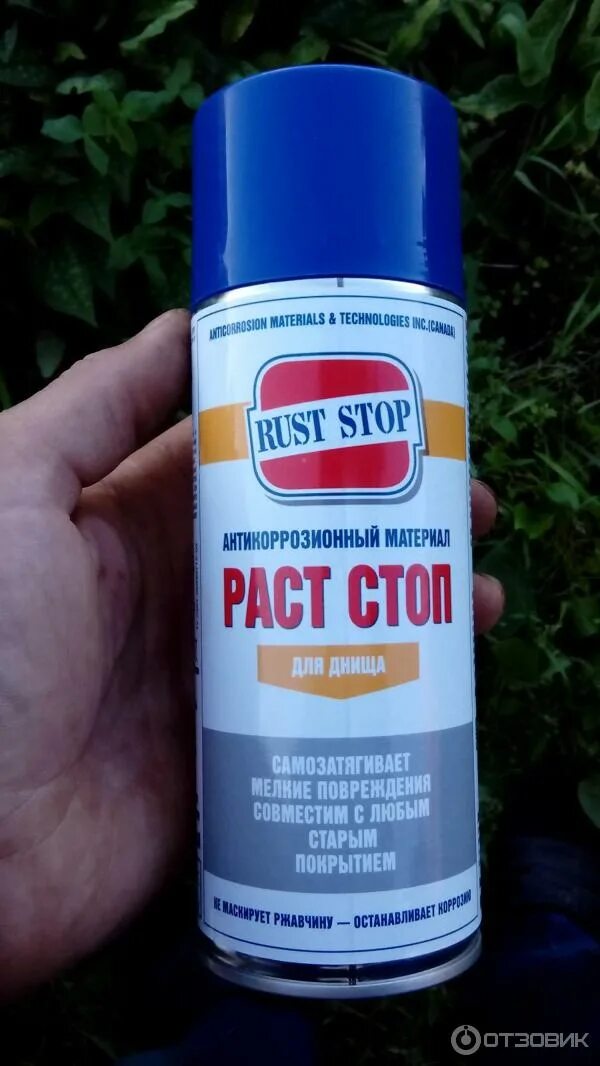 ANTICORROSION MATERIALS & TECHNOLOGIES INC.(CANADA)
RUST STOP
АНТИКОРРОЗИОННЫЙ МАТЕРИАЛ
РАСТ СТОП
ДЛЯ ДНИЩА
САМОЗАТЯГИВАЕТ
МЕЛКИЕ ПОВРЕЖДЕНИЯ
СОВМЕСТИМ С ЛЮБЫМ
СТАРЫМ
ПОКРЫТИЕМ
НЕ МАСКИРУЕТ РЖАВЧИНУ — ОСТАНАВЛИВАЕТ КОРРОЗИЮ
ОТЗОВИК